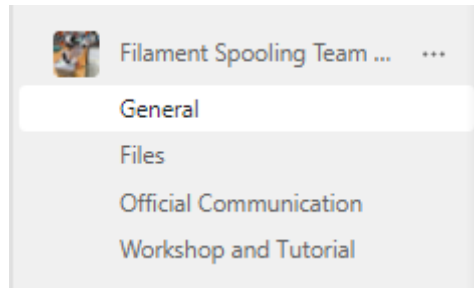 Filament Spooling Team ...
General
Files
Official Communication
Workshop and Tutorial